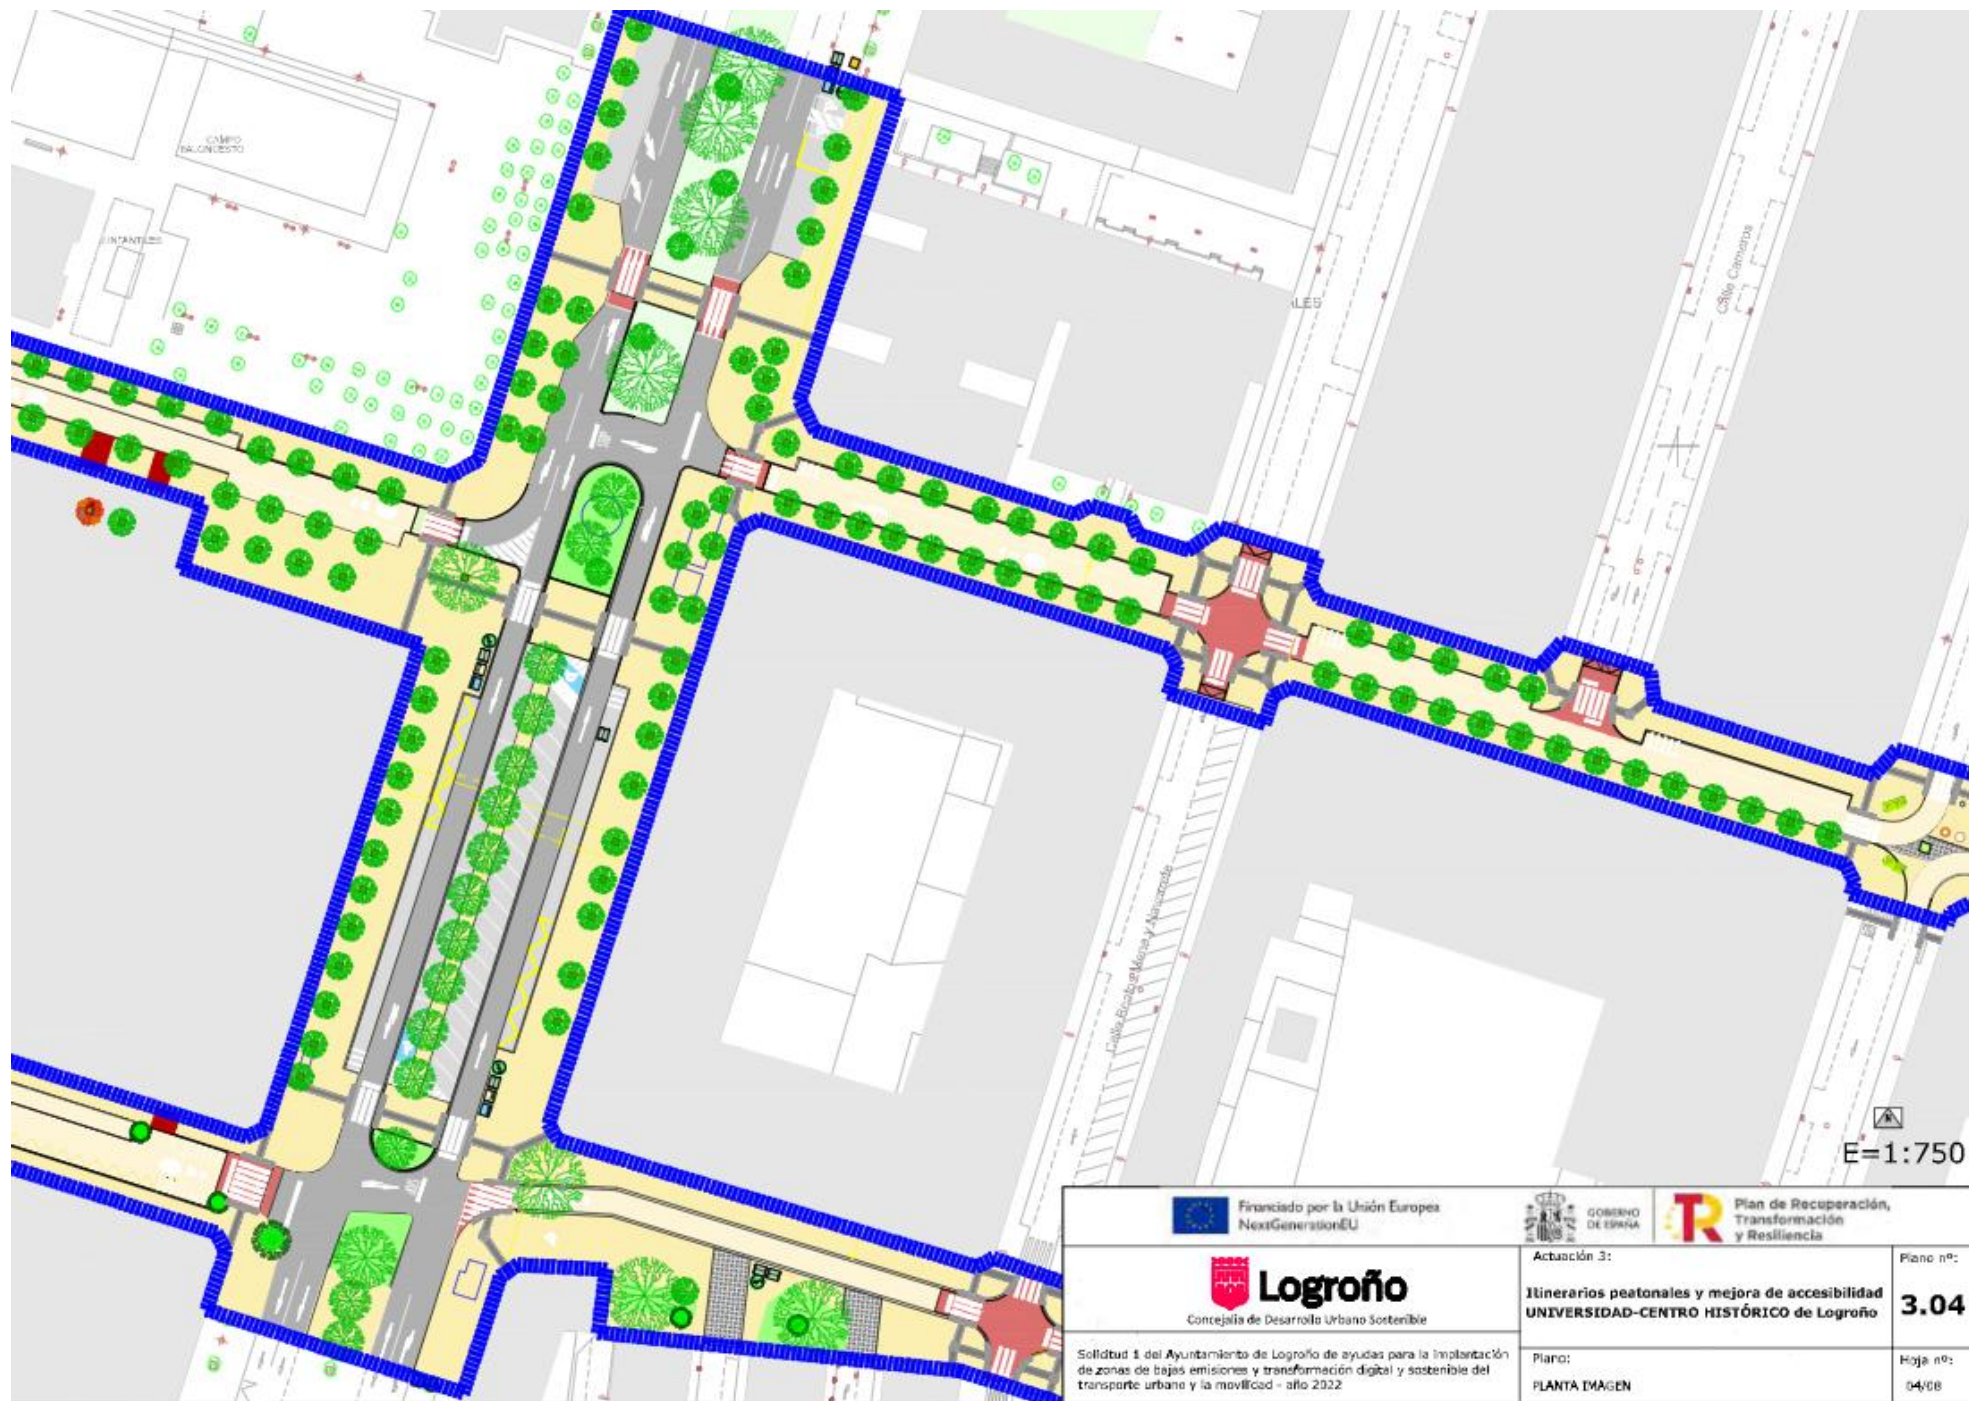 CAMPO
BALONCESTO
J.INFANTILES
ALES
Calle Cameros
Calle Beatos Mena y Navarrete
E=1:750
Financiado por la Unión Europea
NextGenerationEU
GOBIERNO
DE ESPAÑA
Plan de Recuperación,
Transformación
y Resiliencia
Logroño
Concejalía de Desarrollo Urbano Sostenible
Actuación 3:
Itinerarios peatonales y mejora de accesibilidad
UNIVERSIDAD-CENTRO HISTÓRICO de Logroño
Plano nº:
3.04
Solicitud 1 del Ayuntamiento de Logroño de ayudas para la implantación
de zonas de bajas emisiones y transformación digital y sostenible del
transporte urbano y la movilidad - año 2022
Plano:
PLANTA IMAGEN
Hoja nº:
04/08